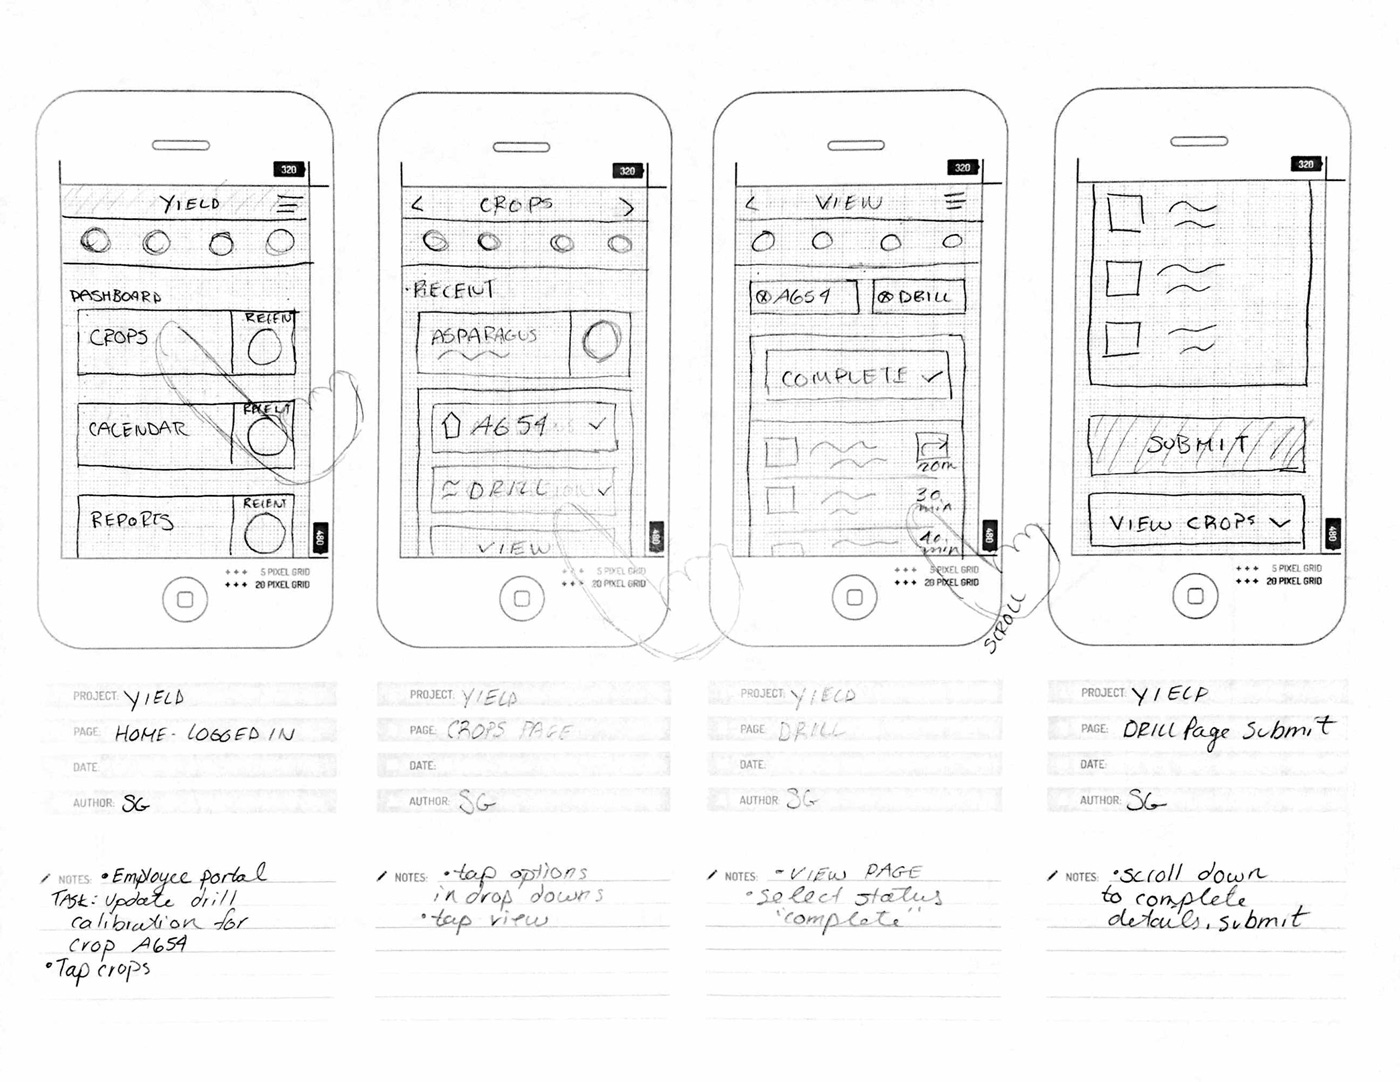 320
YIELD
DASHBOARD
CROPS
RECENT
CALENDAR
RECENT
REPORTS
RECENT
480
+++ 5 PIXEL GRID
+++ 20 PIXEL GRID
PROJECT: YIELD
PAGE: HOME- LOGGED IN
DATE:
AUTHOR: SG
NOTES: • Employee portal
TASK: update drill
calibration for
crop A654
• Tap crops
320
< CROPS >
• RECENT
ASPARAGUS
A654 ✓
DRILL ✓
VIEW
480
+++ 5 PIXEL GRID
+++ 20 PIXEL GRID
PROJECT: YIELD
PAGE: CROPS PAGE
DATE:
AUTHOR: SG
NOTES: • tap options
in drop downs
• tap view
320
< VIEW
⊗ A654
⊗ DRILL
COMPLETE ✓
20m
30
min
40
min
480
+++ 5 PIXEL GRID
+++ 20 PIXEL GRID
SCROLL
PROJECT: YIELD
PAGE: DRILL
DATE:
AUTHOR: SG
NOTES: - VIEW PAGE
• select status
"complete"
320
SUBMIT
VIEW CROPS ✓
480
+++ 5 PIXEL GRID
+++ 20 PIXEL GRID
PROJECT: YIELD
PAGE: DRILL Page Submit
DATE:
AUTHOR: SG
NOTES: • scroll down
to complete
details, submit